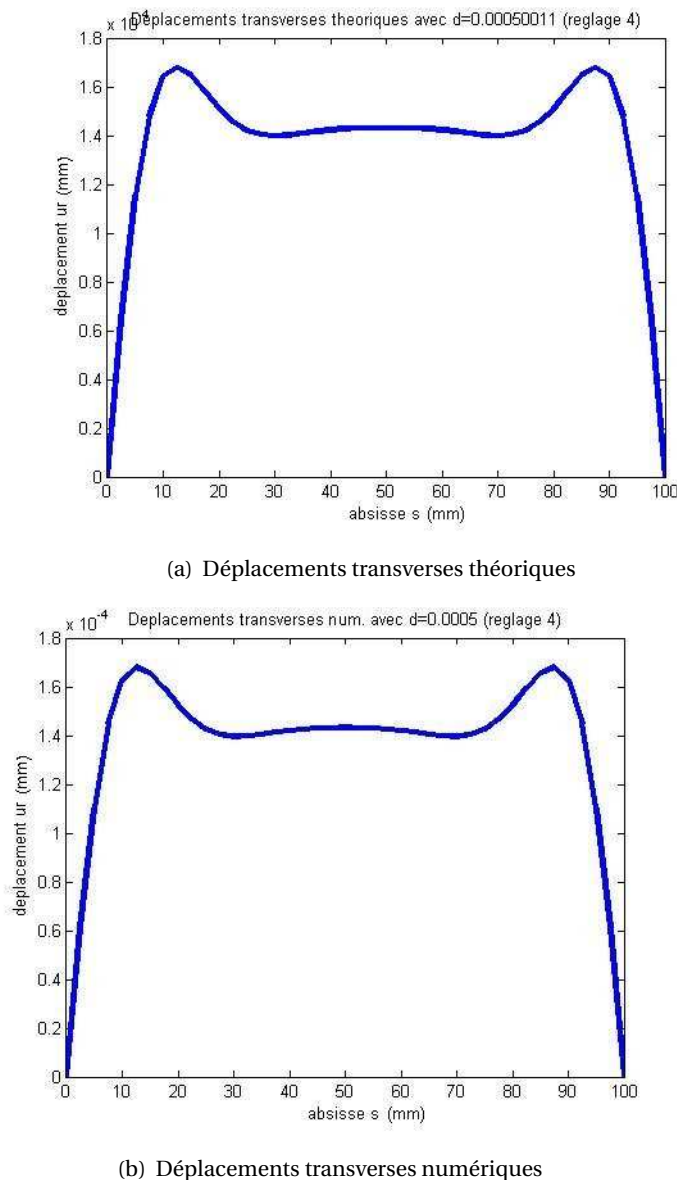 x 10⁴ Déplacements transverses theoriques avec d=0.00050011 (reglage 4)
1.8
1.6
1.4
1.2
1
0.8
0.6
0.4
0.2
0
deplacement ur (mm)
0 10 20 30 40 50 60 70 80 90 100
absisse s (mm)
(a) Déplacements transverses théoriques
x 10⁻⁴ Deplacements transverses num. avec d=0.0005 (reglage 4)
1.8
1.6
1.4
1.2
1
0.8
0.6
0.4
0.2
0
deplacement ur (mm)
0 10 20 30 40 50 60 70 80 90 100
absisse s (mm)
(b) Déplacements transverses numériques